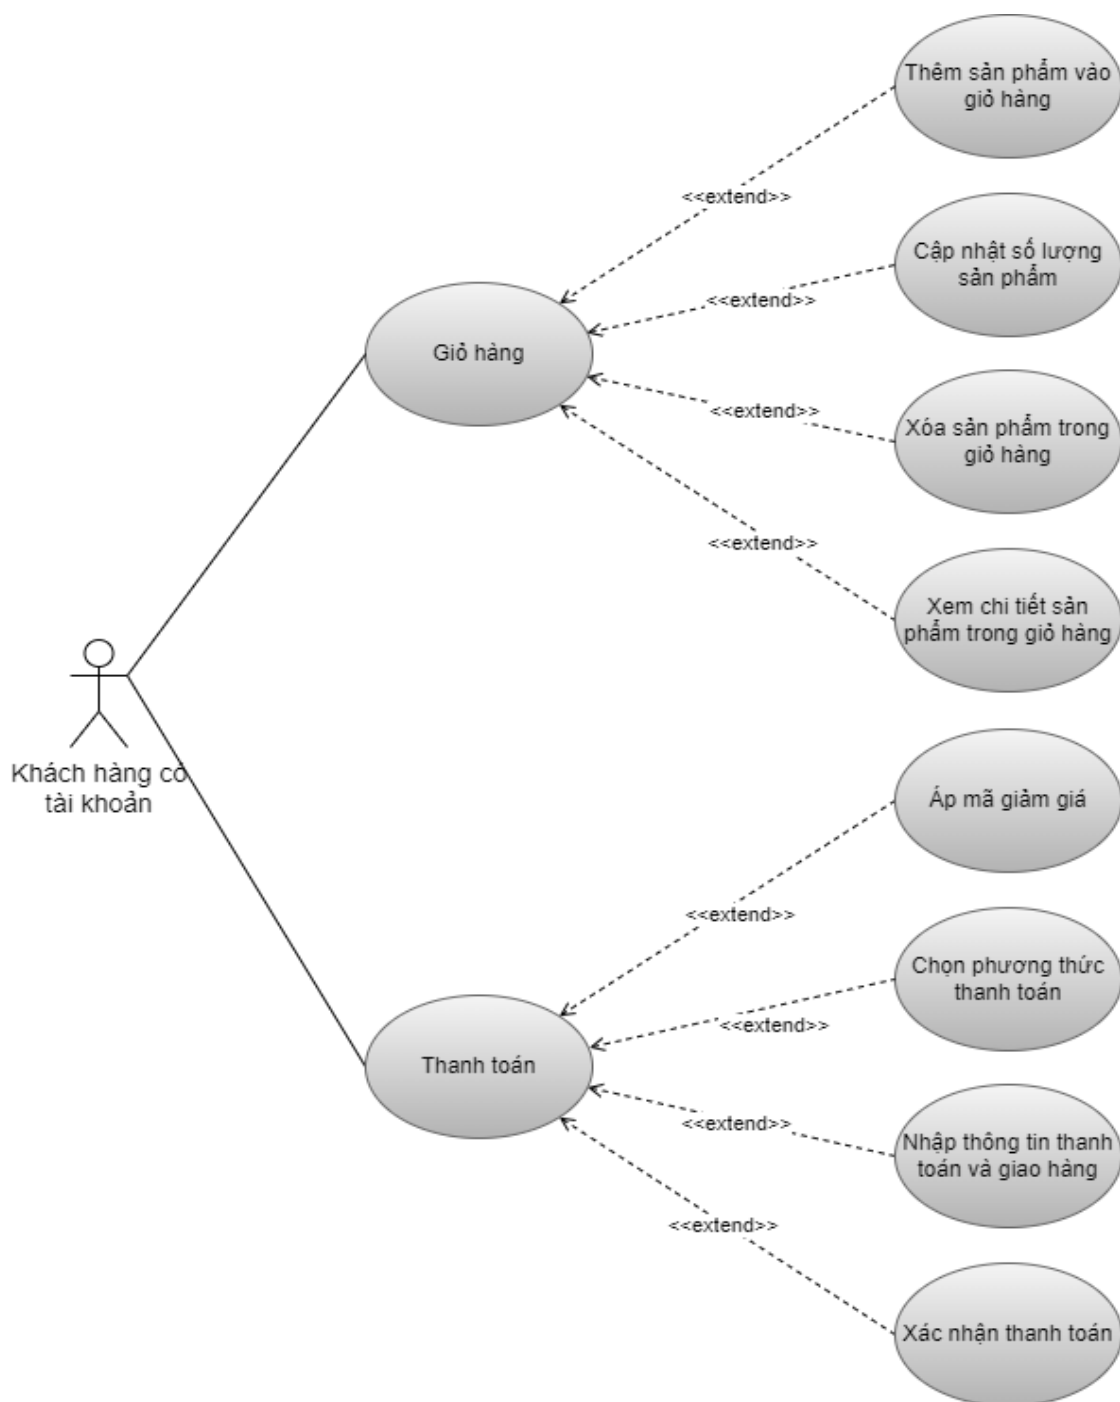 Thêm sản phẩm vào
giỏ hàng
<<extend>>
Cập nhật số lượng
sản phẩm
<<extend>>
Giỏ hàng
<<extend>>
Xóa sản phẩm trong
giỏ hàng
<<extend>>
Xem chi tiết sản
phẩm trong giỏ hàng
Khách hàng có
tài khoản
Áp mã giảm giá
<<extend>>
Chọn phương thức
thanh toán
<<extend>>
Thanh toán
<<extend>>
Nhập thông tin thanh
toán và giao hàng
<<extend>>
Xác nhận thanh toán